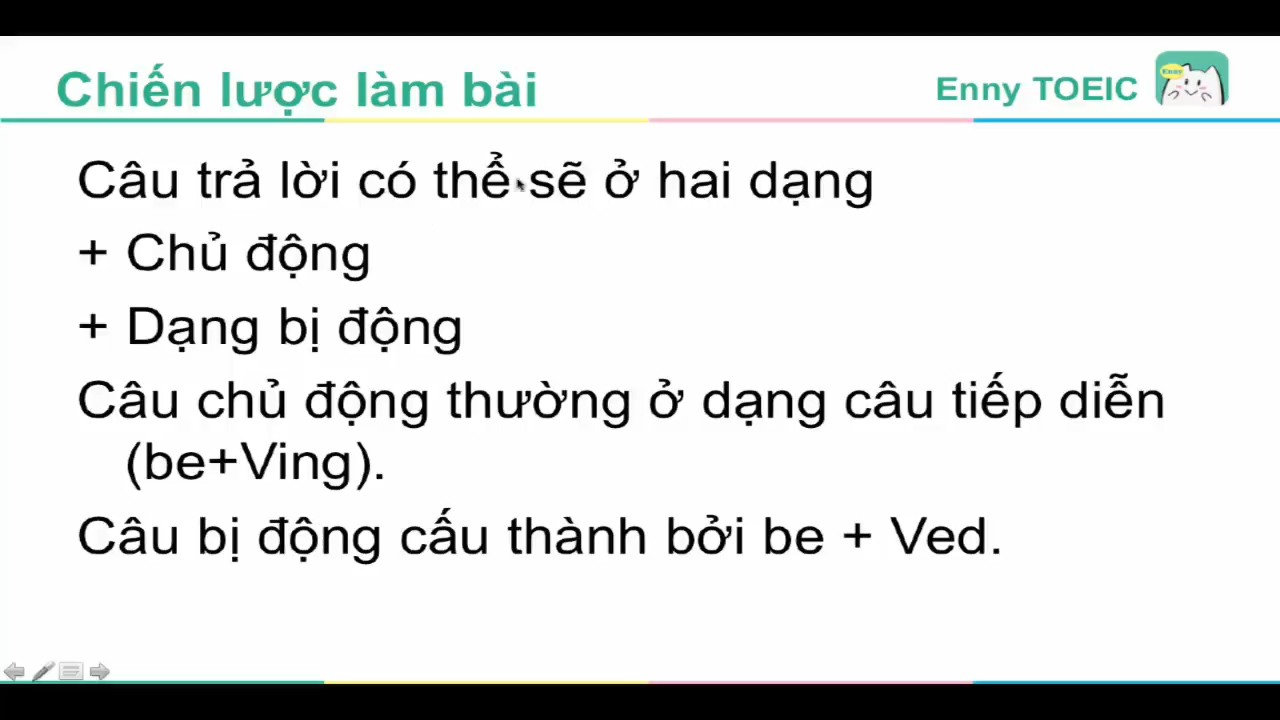 Chiến lược làm bài
Enny TOEIC
Câu trả lời có thể sẽ ở hai dạng
+ Chủ động
+ Dạng bị động
Câu chủ động thường ở dạng câu tiếp diễn
(be+Ving).
Câu bị động cấu thành bởi be + Ved.